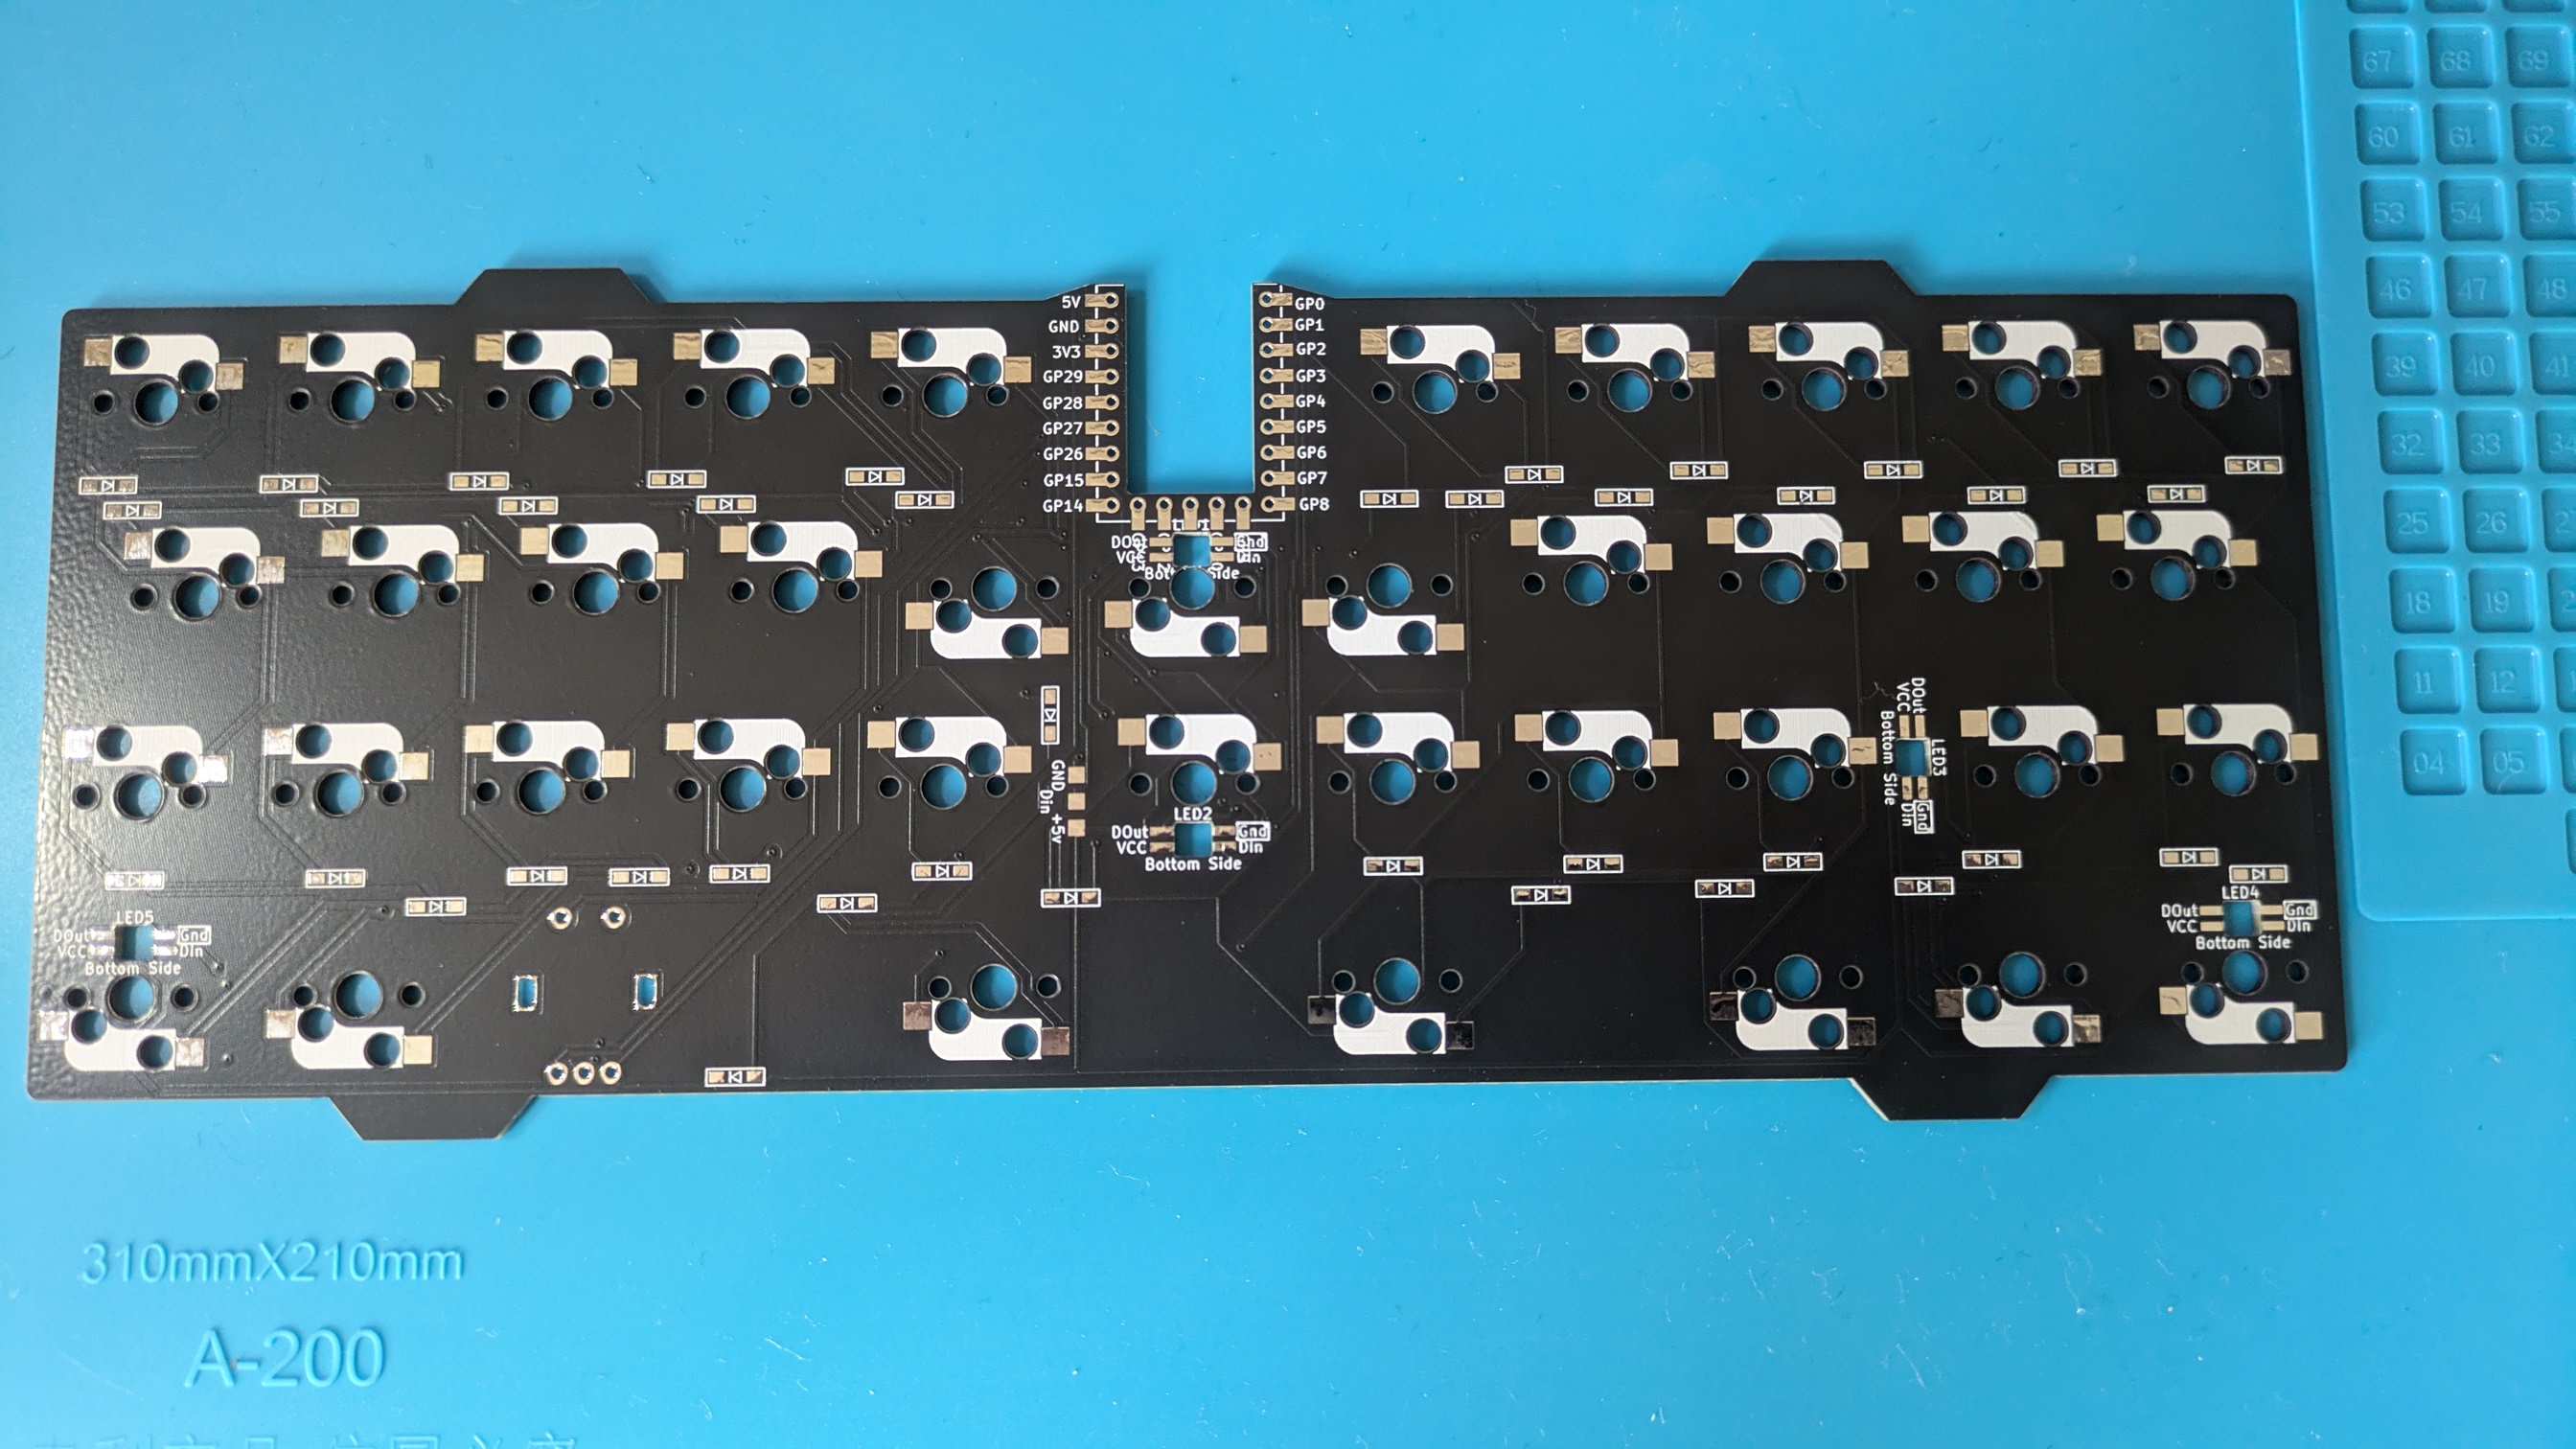 5V
GND
3V3
GP29
GP28
GP27
GP26
GP15
GP14
GP0
GP1
GP2
GP3
GP4
GP5
GP6
GP7
GP8
Gnd
Din
GND
Din
+5v
LED2
DOut
Gnd
VCC
Din
Bottom Side
DOut
VCC
Bottom Side
LED3
Din
Gnd
LED5
DOut
Gnd
VCC
Din
Bottom Side
LED4
DOut
Gnd
VCC
Din
Bottom Side
67 68 69
60 61 62
53 54 55
46 47 48
39 40 41
32 33
25 26
18 19
11 12
04 05
310mmX210mm
A-200